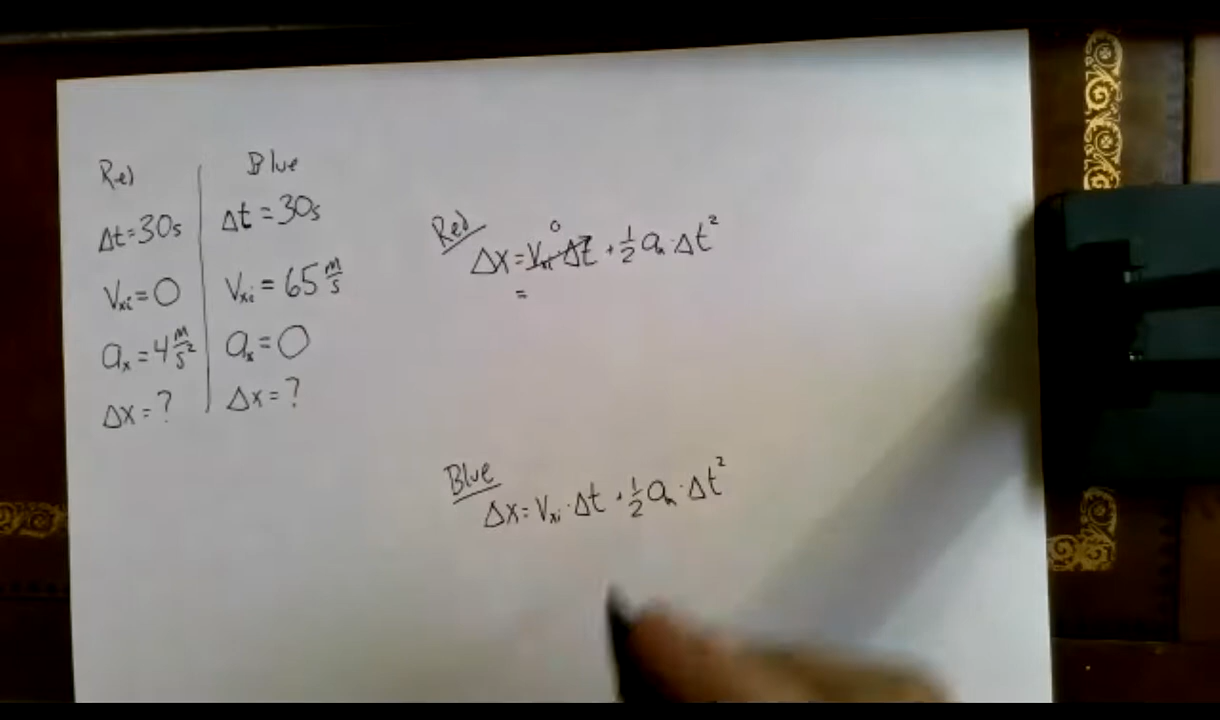 Red
Δt=30s
Vxi=0
ax=4 m/s²
Δx=?
Blue
Δt=30s
Vxi=65 m/s
ax=0
Δx=?
Red
0
Δx=Vxi·Δt+½ax·Δt²
=
Blue
Δx=Vxi·Δt+½ax·Δt²